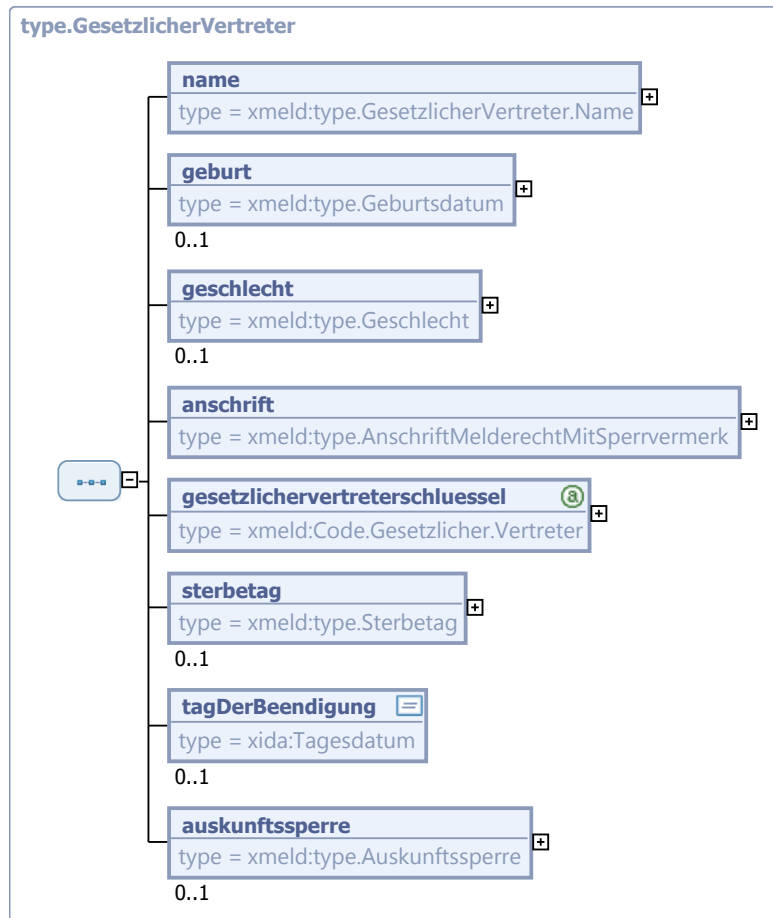 type.GesetzlicherVertreter
name
type = xmeld:type.GesetzlicherVertreter.Name
geburt
type = xmeld:type.Geburtsdatum
0..1
geschlecht
type = xmeld:type.Geschlecht
0..1
anschrift
type = xmeld:type.AnschriftMelderechtMitSperrvermerk
gesetzlichervertreterschluessel
type = xmeld:Code.Gesetzlicher.Vertreter
sterbetag
type = xmeld:type.Sterbetag
0..1
tagDerBeendigung
type = xida:Tagesdatum
0..1
auskunftssperre
type = xmeld:type.Auskunftssperre
0..1